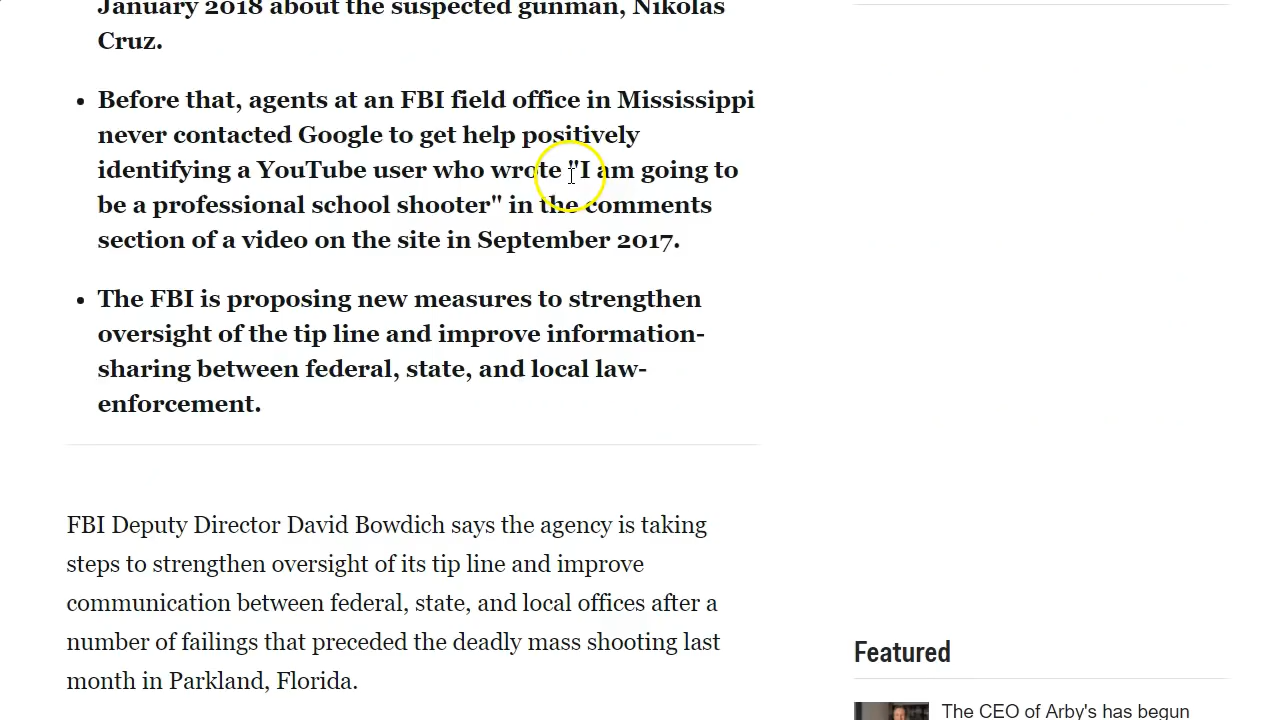 January 2018 about the suspected gunman, Nikolas
Cruz.
Before that, agents at an FBI field office in Mississippi
never contacted Google to get help positively
identifying a YouTube user who wrote "I am going to
be a professional school shooter" in the comments
section of a video on the site in September 2017.
The FBI is proposing new measures to strengthen
oversight of the tip line and improve information-
sharing between federal, state, and local law-
enforcement.
FBI Deputy Director David Bowdich says the agency is taking
steps to strengthen oversight of its tip line and improve
communication between federal, state, and local offices after a
number of failings that preceded the deadly mass shooting last
month in Parkland, Florida.
Featured
The CEO of Arby's has begun